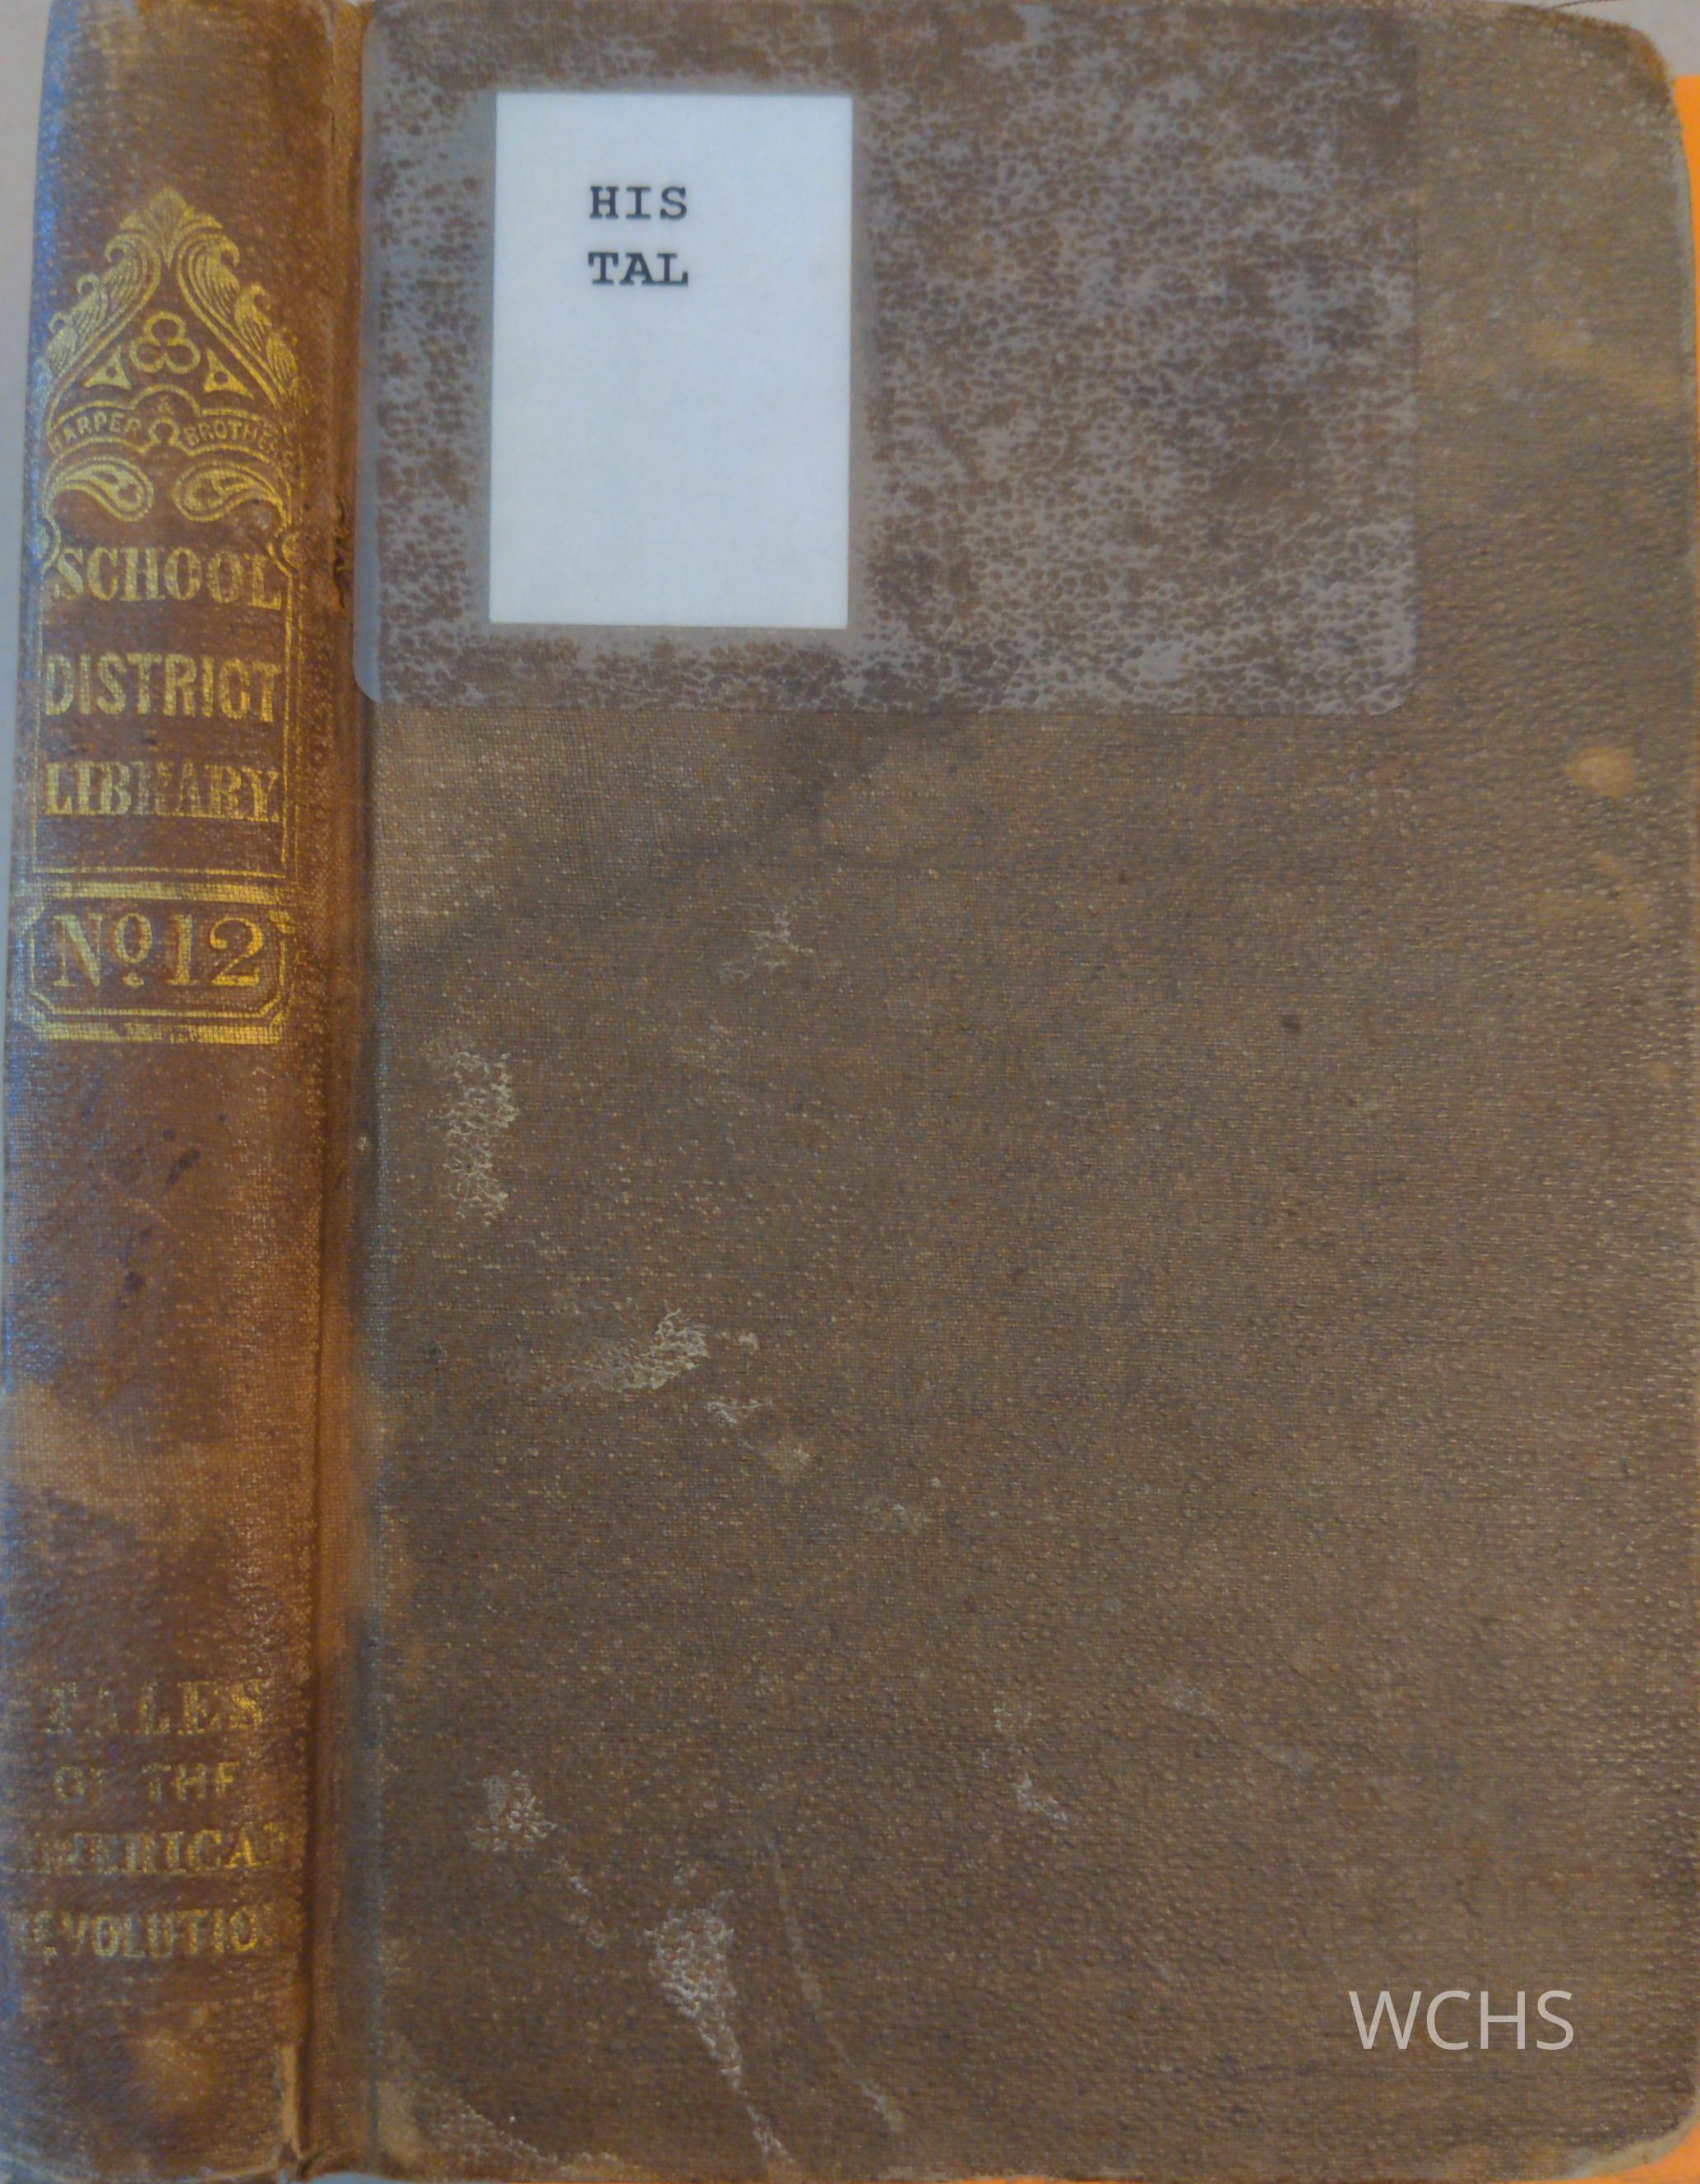 HARPER & BROTHERS
SCHOOL
DISTRICT
LIBRARY
No 12
TALES
OF THE
AMERICAN
REVOLUTION
HIS
TAL
WCHS